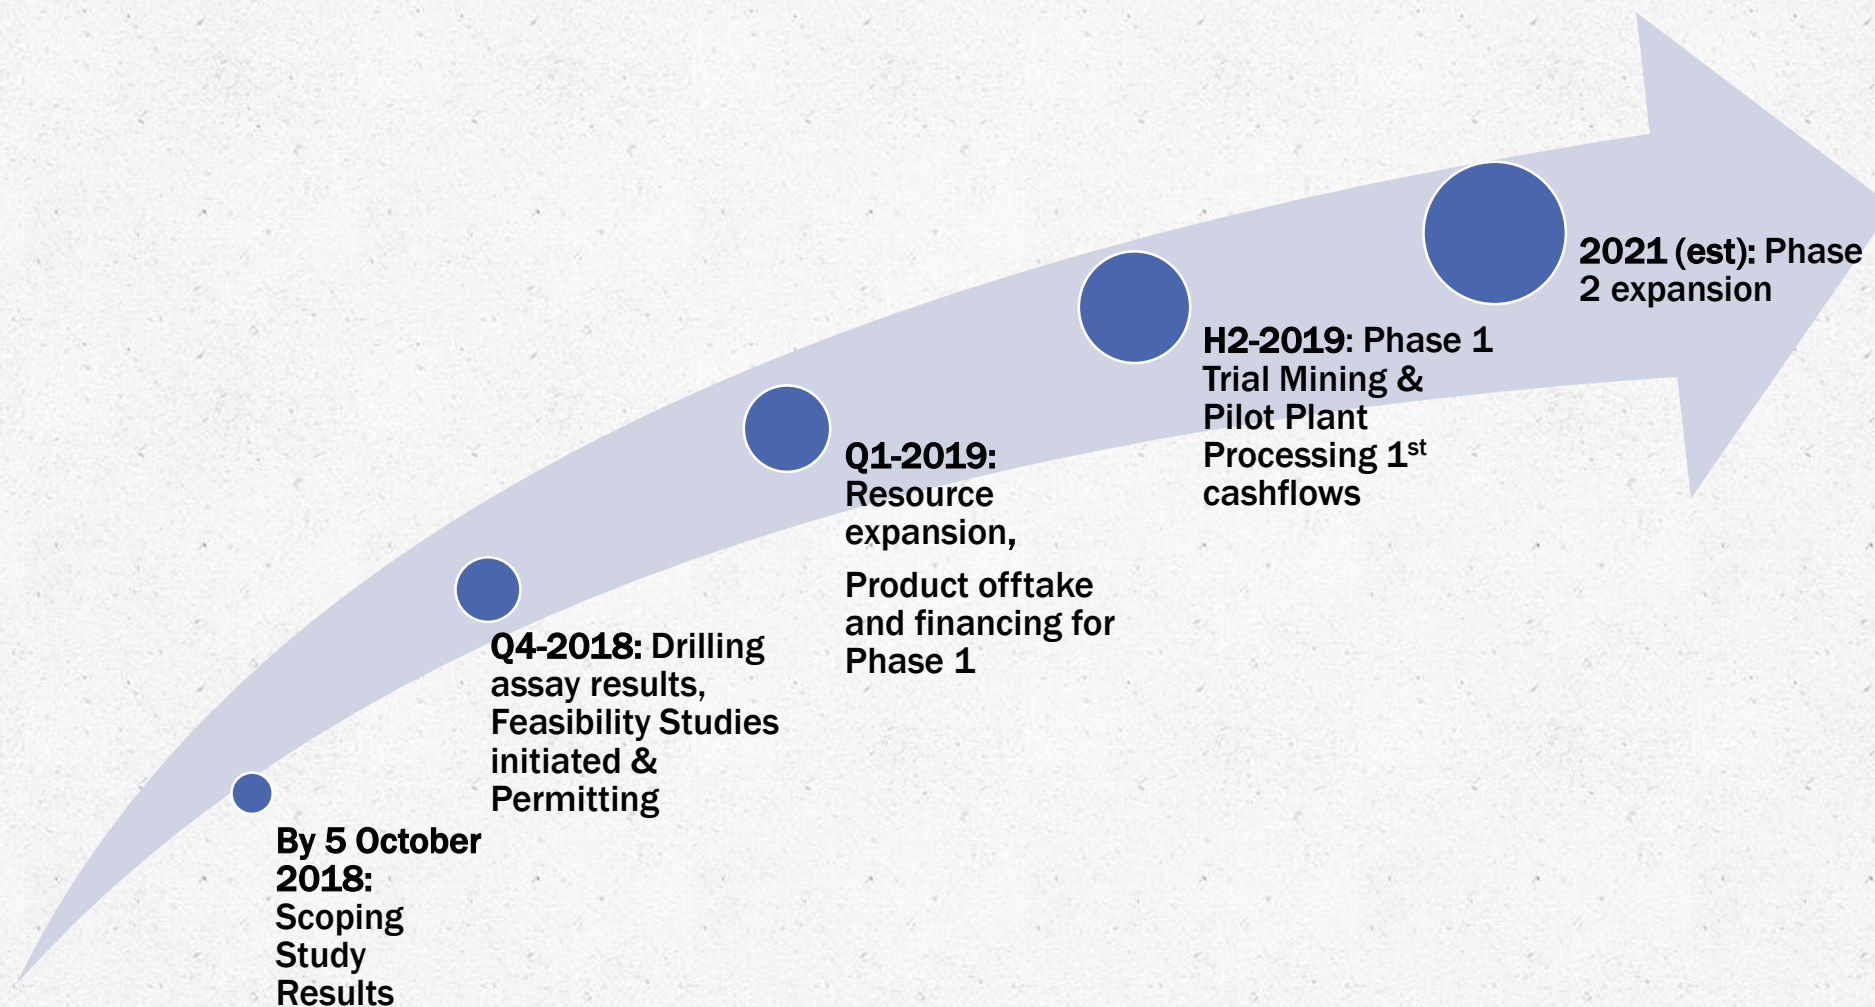 By 5 October
2018:
Scoping
Study
Results
Q4-2018: Drilling
assay results,
Feasibility Studies
initiated &
Permitting
Q1-2019:
Resource
expansion,
Product offtake
and financing for
Phase 1
H2-2019: Phase 1
Trial Mining &
Pilot Plant
Processing 1st
cashflows
2021 (est): Phase
2 expansion